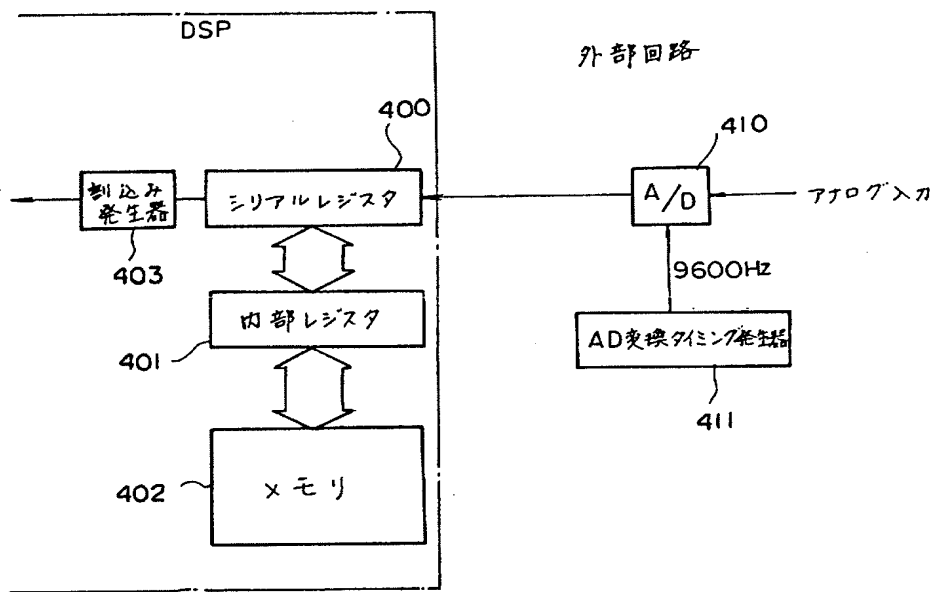 DSP
外部回路
400
410
割込み
発生器
シリアルレジスタ
A/D
アナログ入力
403
9600Hz
内部レジスタ
401
AD変換タイミング発生器
411
メモリ
402